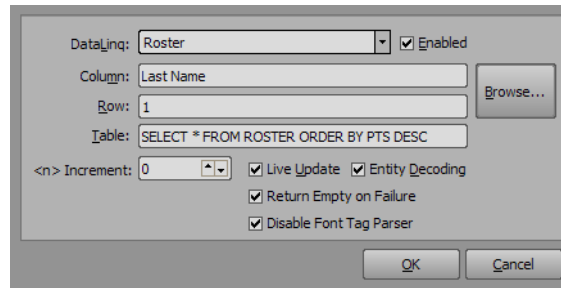 DataLinq: Roster Enabled
Column: Last Name
Browse...
Row: 1
Table: SELECT * FROM ROSTER ORDER BY PTS DESC
<n> Increment: 0 Live Update Entity Decoding
Return Empty on Failure
Disable Font Tag Parser
OK Cancel